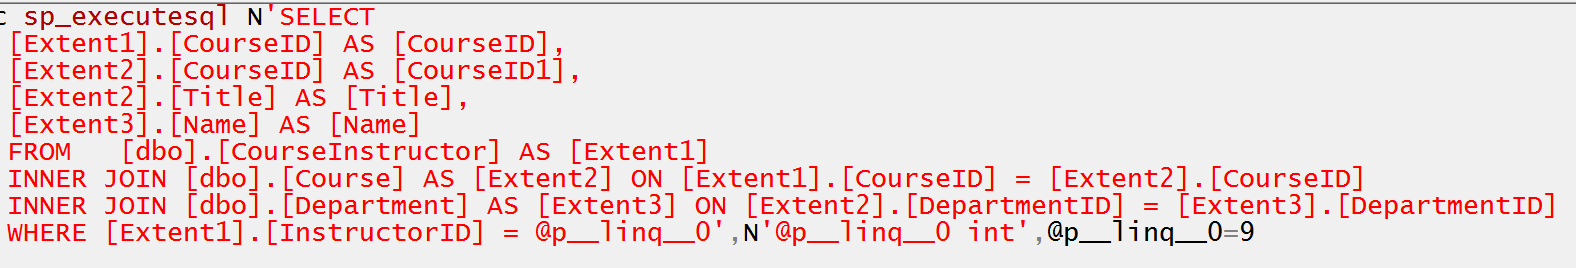 c sp_executesql N'SELECT
[Extent1].[CourseID] AS [CourseID],
[Extent2].[CourseID] AS [CourseID1],
[Extent2].[Title] AS [Title],
[Extent3].[Name] AS [Name]
FROM   [dbo].[CourseInstructor] AS [Extent1]
INNER JOIN [dbo].[Course] AS [Extent2] ON [Extent1].[CourseID] = [Extent2].[CourseID]
INNER JOIN [dbo].[Department] AS [Extent3] ON [Extent2].[DepartmentID] = [Extent3].[DepartmentID]
WHERE [Extent1].[InstructorID] = @p__linq__0',N'@p__linq__0 int',@p__linq__0=9